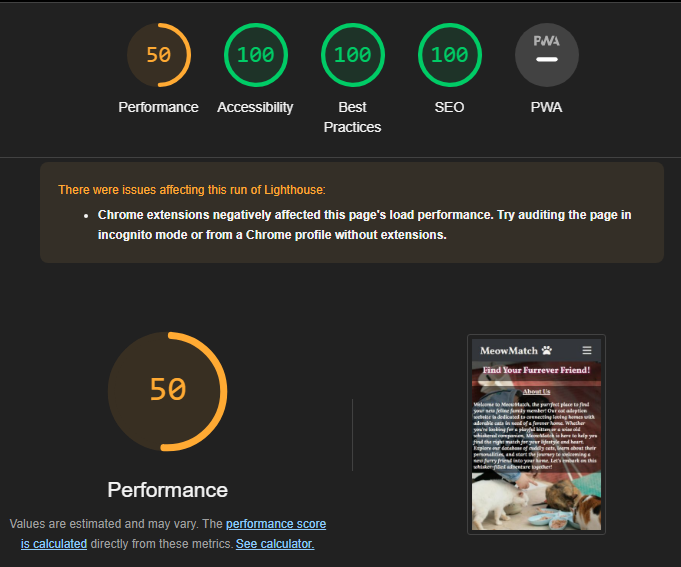 50
100
100
100
PWA
Performance
Accessibility
Best
Practices
SEO
PWA
There were issues affecting this run of Lighthouse:
Chrome extensions negatively affected this page's load performance. Try auditing the page in
incognito mode or from a Chrome profile without extensions.
50
Performance
Values are estimated and may vary. The performance score
is calculated directly from these metrics. See calculator.
MeowMatch
Find Your Furrever Friend!
About Us
Welcome to MeowMatch, the purrfect place to find
your new feline family member! Our cat adoption
website is dedicated to connecting loving homes with
adorable cats in need of a forever home. Whether
you're looking for a playful kitten or a wise old
whiskered companion, MeowMatch is here to help you
find the right match for your lifestyle and heart.
Explore our database of cuddly cats, learn about their
personalities, and start the journey to welcoming a
new furry friend into your home. Let's embark on this
whisker-filled adventure together!